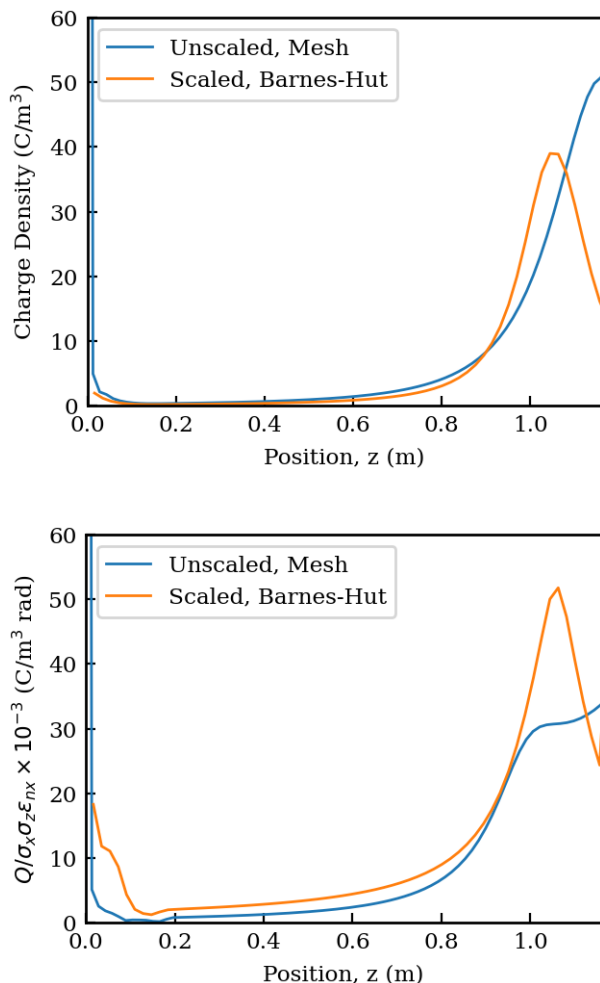 60
50
40
30
20
10
0
Charge Density (C/m³)
Unscaled, Mesh
Scaled, Barnes-Hut
0.0 0.2 0.4 0.6 0.8 1.0
Position, z (m)
60
50
40
30
20
10
0
Q/σₓσ_zε_nx × 10⁻³ (C/m³ rad)
Unscaled, Mesh
Scaled, Barnes-Hut
0.0 0.2 0.4 0.6 0.8 1.0
Position, z (m)